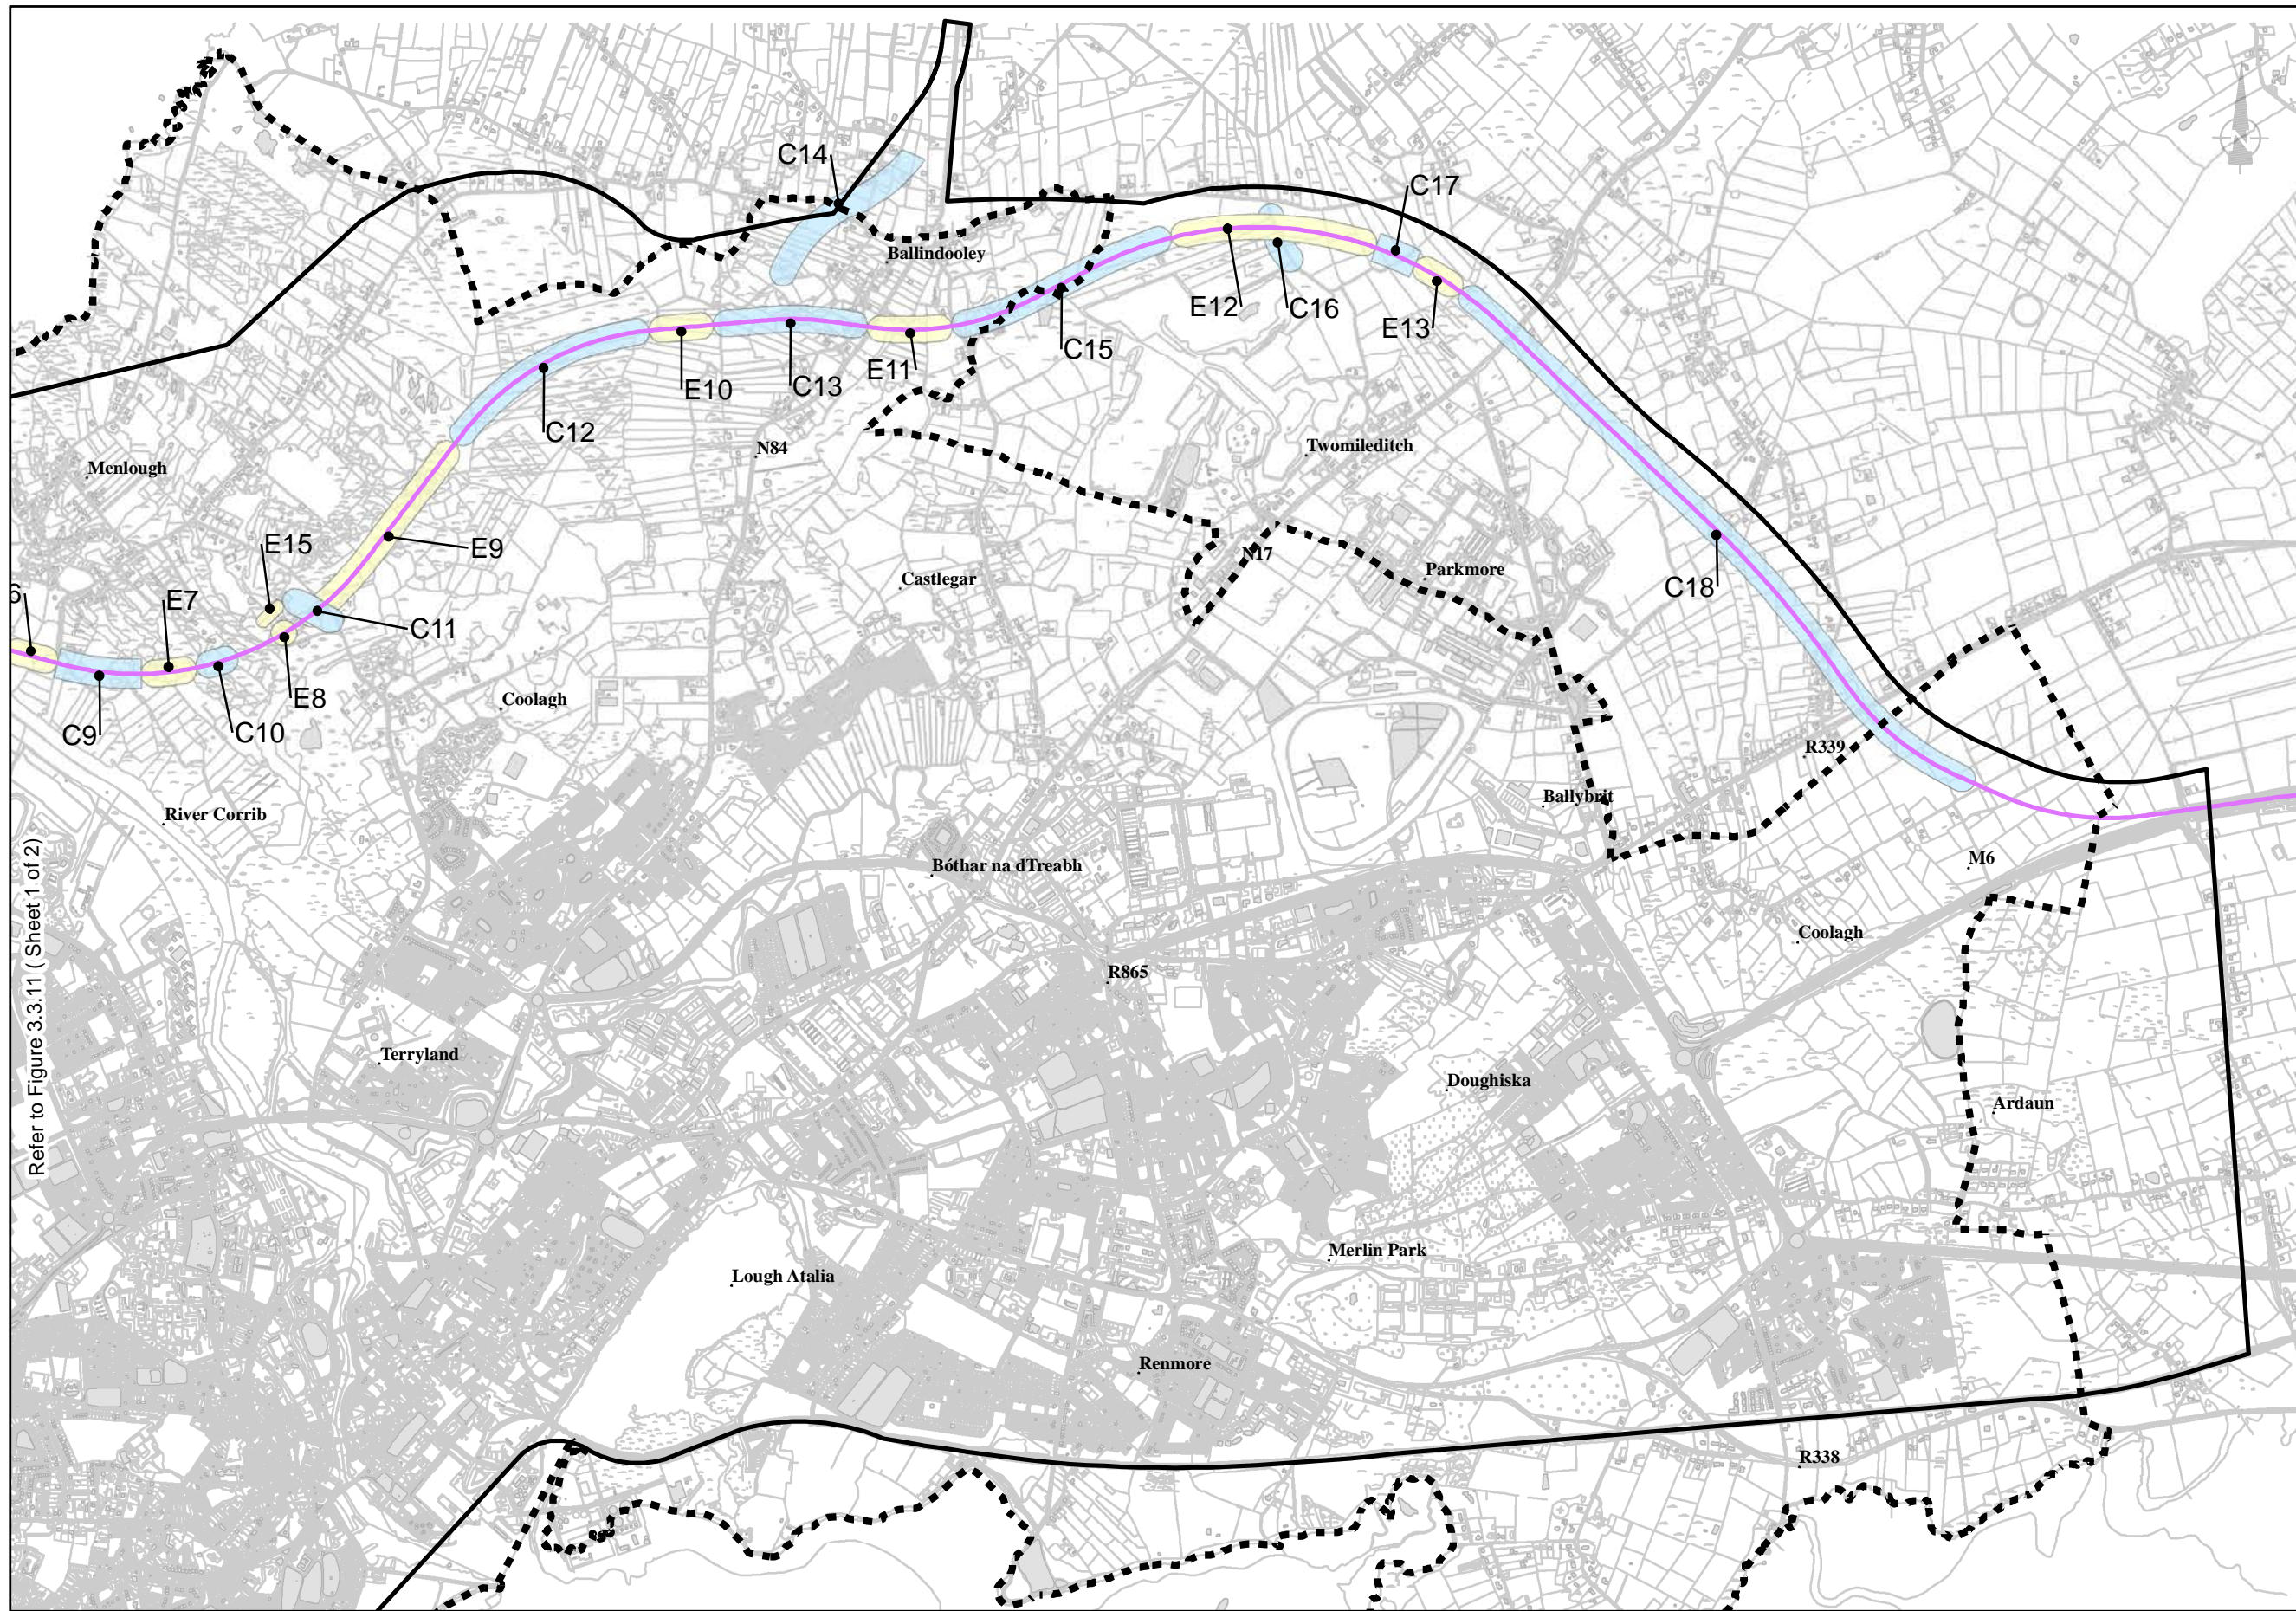 C14
C17
Ballindooley
E12
C16
E13
C15
E11
E10
C13
C12
N84
Twomileditch
Menlough
E15
E9
N17
Castlegar
Parkmore
C18
6
E7
C11
E8
C9
C10
Coolagh
R339
Ballybrit
River Corrib
M6
Bóthar na dTreabh
Coolagh
R865
Refer to Figure 3.3.11 ( Sheet 1 of 2)
Terryland
Doughiska
Ardaun
Merlin Park
Lough Atalia
Renmore
R338